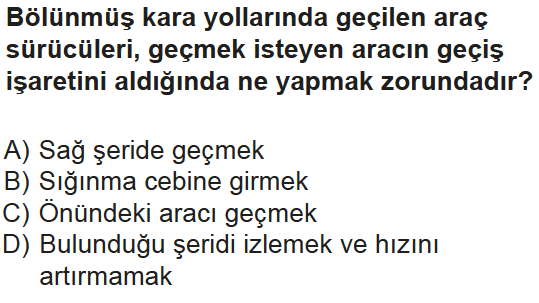 Bölünmüş kara yollarında geçilen araç
sürücüleri, geçmek isteyen aracın geçiş
işaretini aldığında ne yapmak zorundadır?
A) Sağ şeride geçmek
B) Sığınma cebine girmek
C) Önündeki aracı geçmek
D) Bulunduğu şeridi izlemek ve hızını
artırmamak